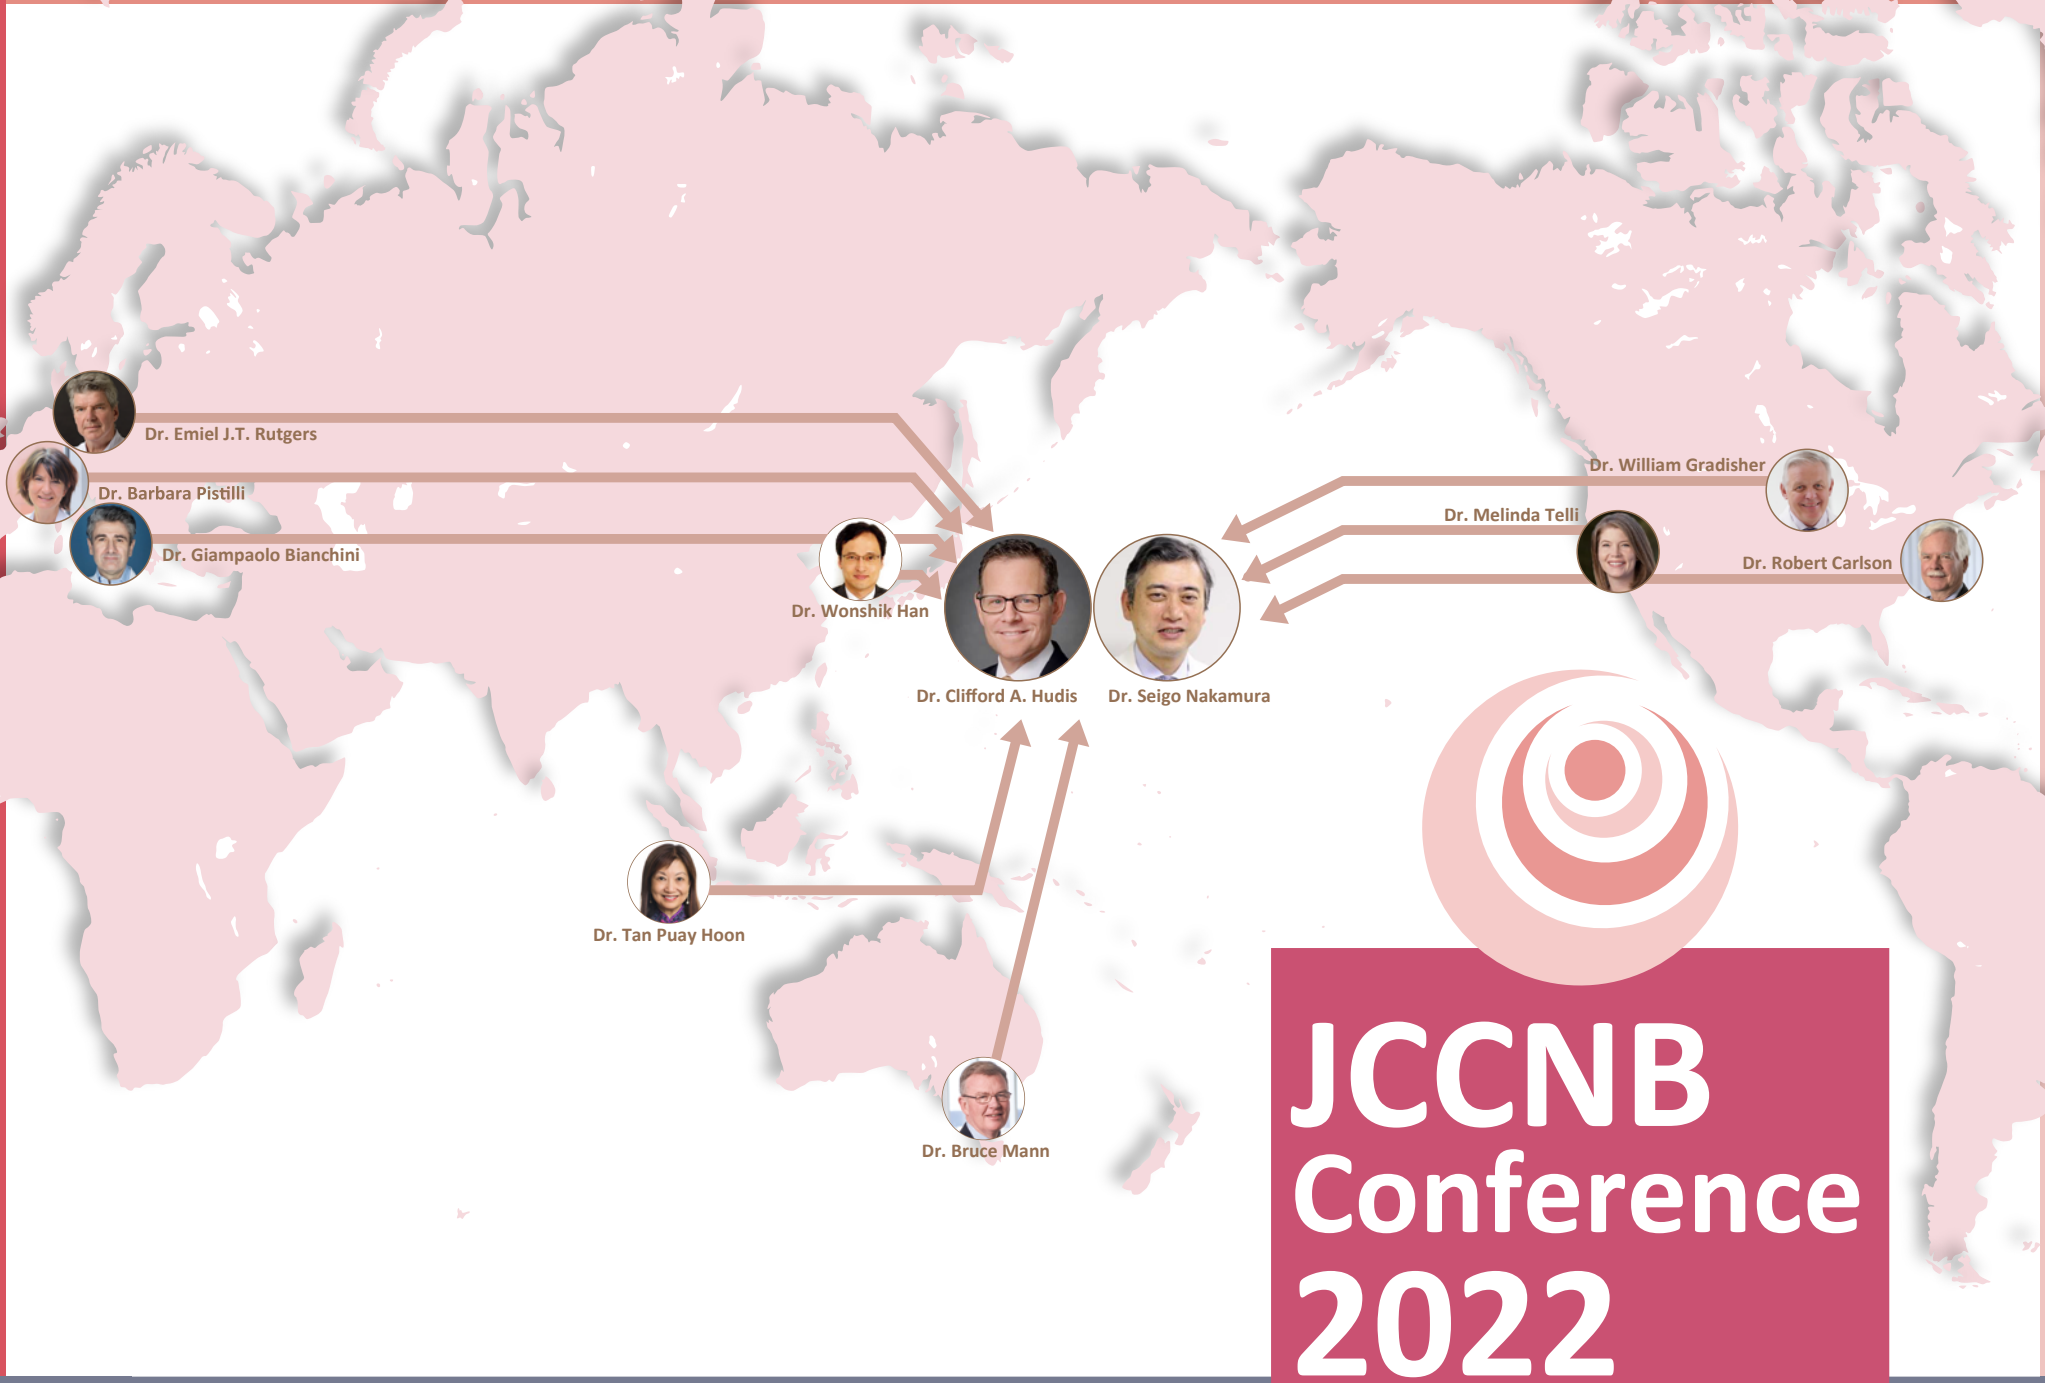 Dr. Emiel J.T. Rutgers
Dr. Barbara Pistilli
Dr. Giampaolo Bianchini
Dr. Wonshik Han
Dr. Clifford A. Hudis
Dr. Seigo Nakamura
Dr. William Gradisher
Dr. Melinda Telli
Dr. Robert Carlson
Dr. Tan Puay Hoon
Dr. Bruce Mann
JCCNB
Conference
2022